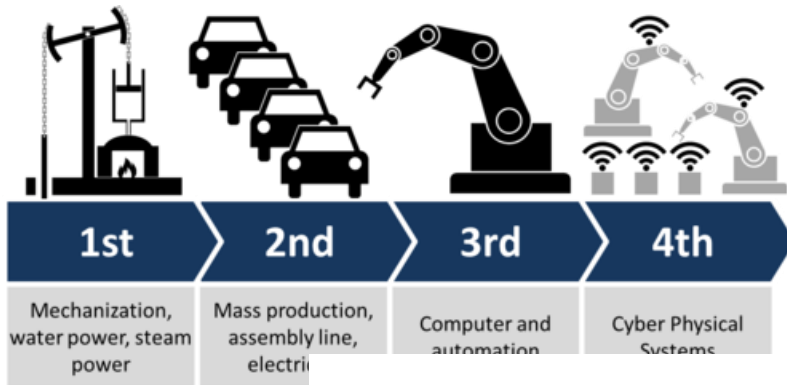 1st
2nd
3rd
4th
Mechanization,
water power, steam
power
Mass production,
assembly line,
Computer and
automation
Cyber Physical
Systems